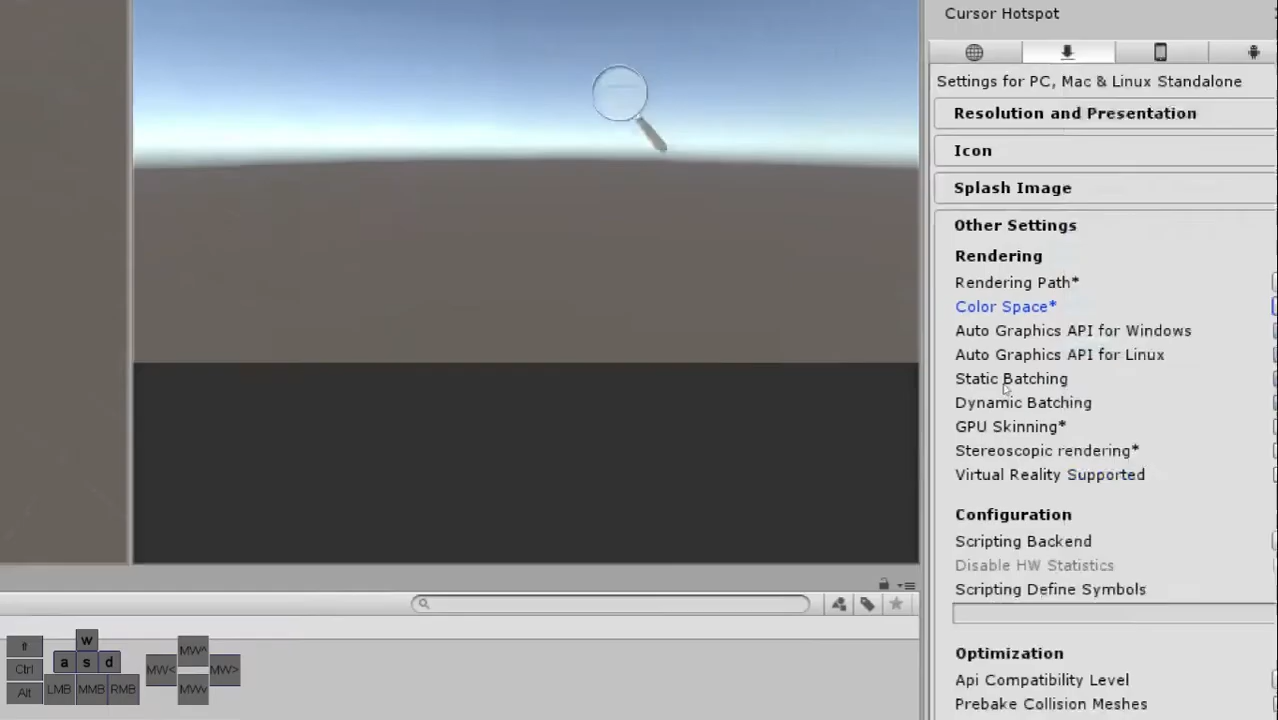 Cursor Hotspot
Settings for PC, Mac & Linux Standalone
Resolution and Presentation
Icon
Splash Image
Other Settings
Rendering
Rendering Path*
Color Space*
Auto Graphics API for Windows
Auto Graphics API for Linux
Static Batching
Dynamic Batching
GPU Skinning*
Stereoscopic rendering*
Virtual Reality Supported
Configuration
Scripting Backend
Disable HW Statistics
Scripting Define Symbols
Optimization
Api Compatibility Level
Prebake Collision Meshes
w
MW^
a s d
Ctrl
MW< MW>
Alt LMB MMB RMB MWv